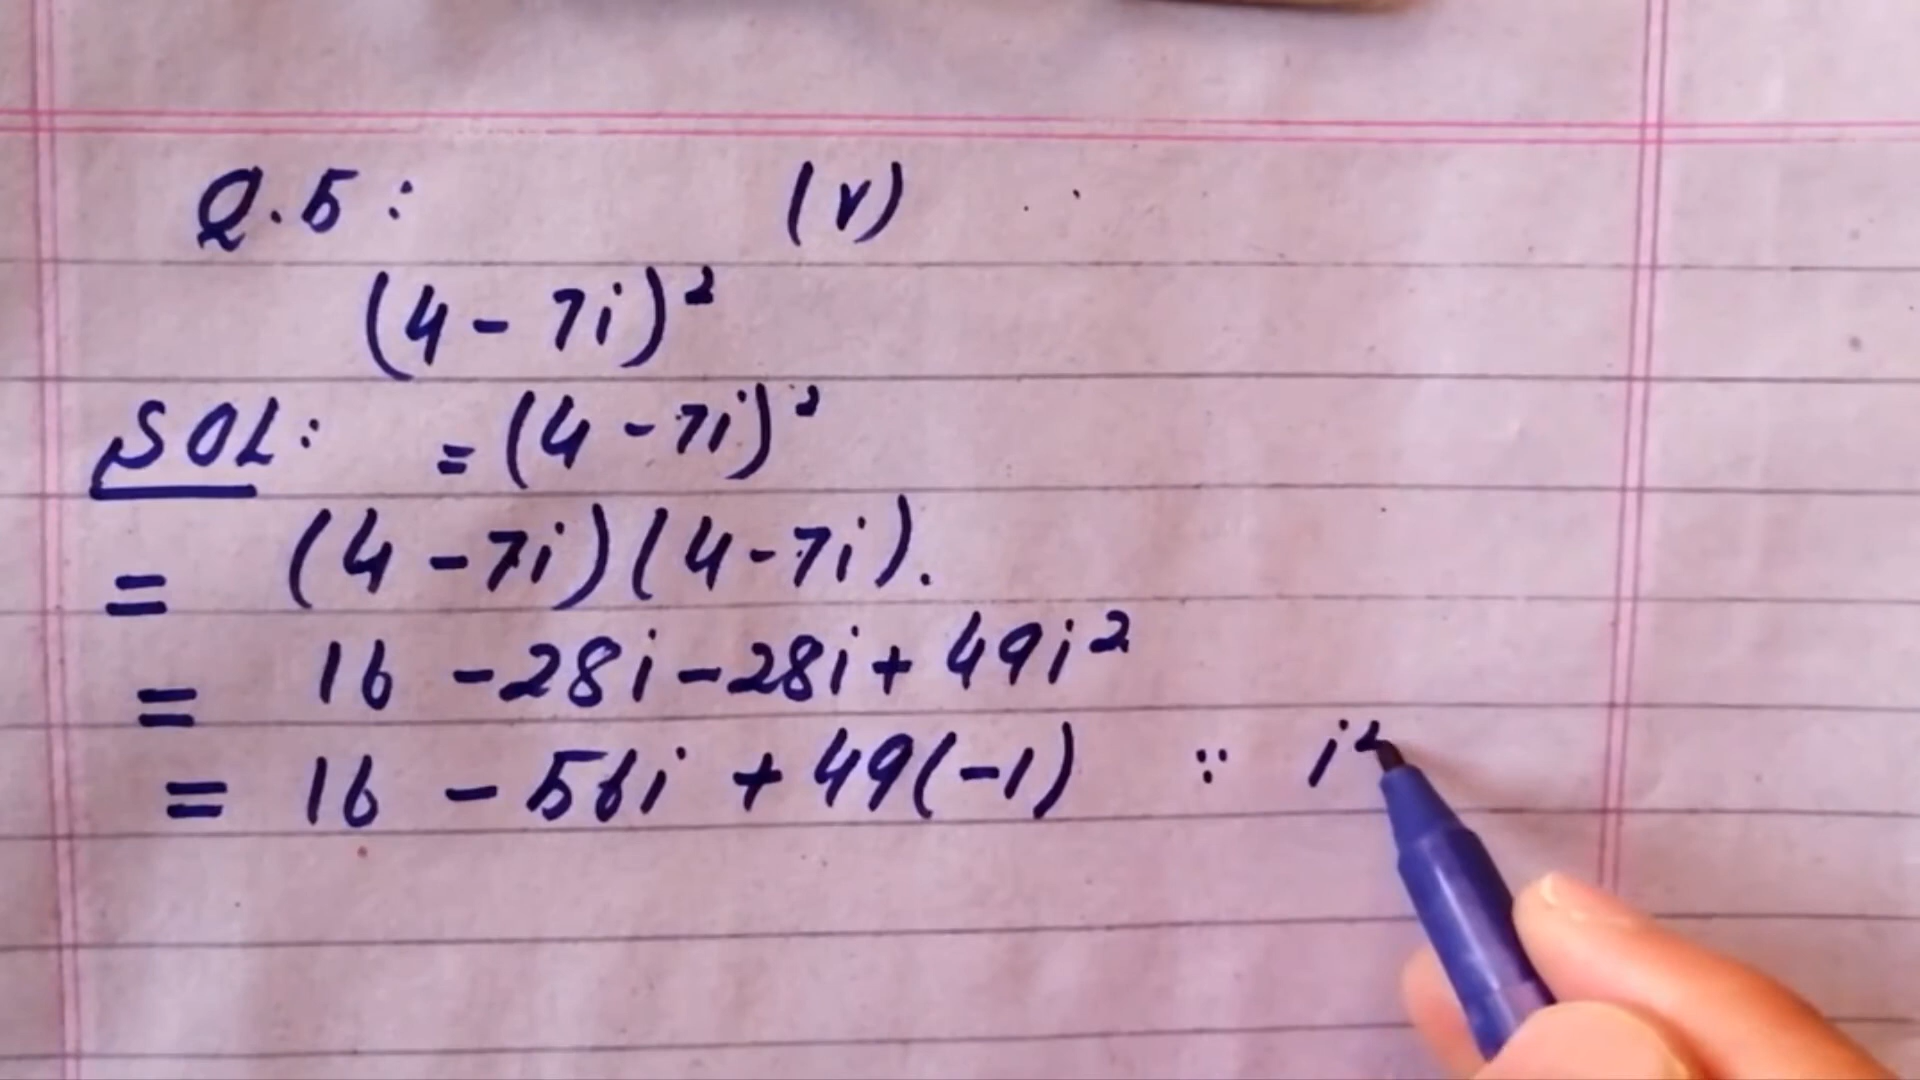 Q.5: (v)
(4 - 7i)²
SOL: = (4 - 7i)²
= (4 - 7i)(4 - 7i).
= 16 - 28i - 28i + 49i²
= 16 - 56i + 49(-1) ∵ i²